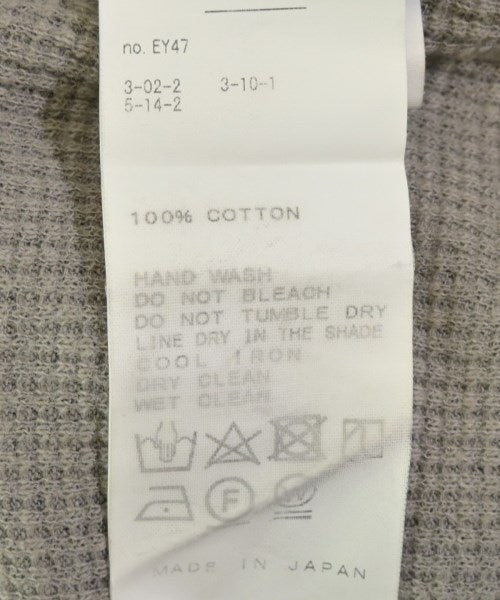 no. EY47
3-02-2 3-10-1
5-14-2
100% COTTON
HAND WASH
DO NOT BLEACH
DO NOT TUMBLE DRY
LINE DRY IN THE SHADE
COOL IRON
DRY CLEAN
WET CLEAN
F
W
MADE IN JAPAN